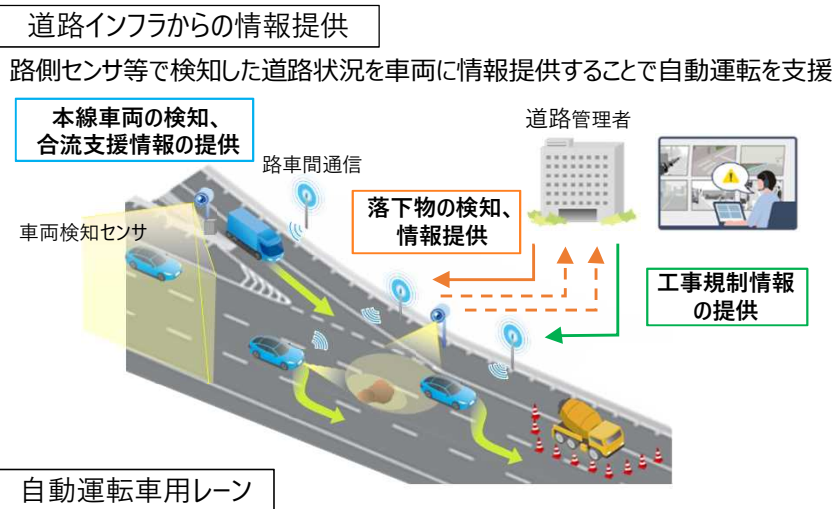 道路インフラからの情報提供
路側センサ等で検知した道路状況を車両に情報提供することで自動運転を支援
本線車両の検知、
合流支援情報の提供
路車間通信
道路管理者
車両検知センサ
落下物の検知、
情報提供
工事規制情報
の提供
自動運転車用レーン